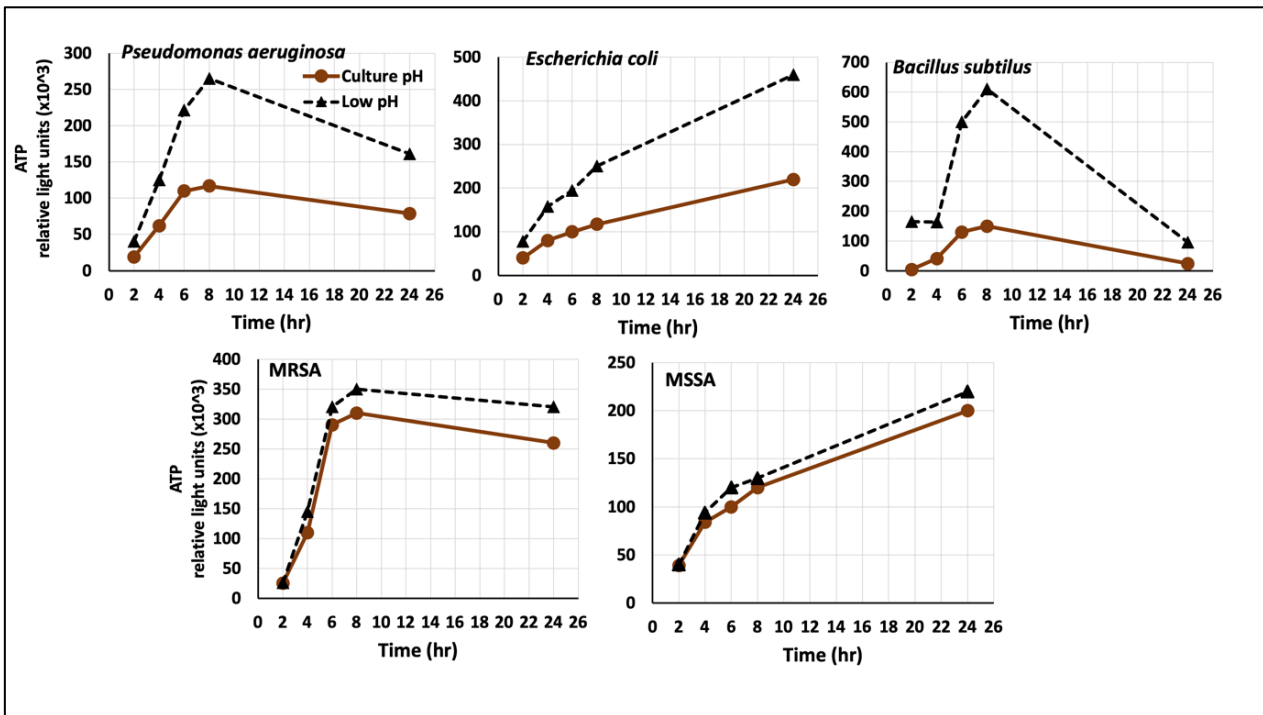 Pseudomonas aeruginosa
ATP
relative light units (x10^3)
300
250
200
150
100
50
0
Culture pH
Low pH
0 2 4 6 8 10 12 14 16 18 20 22 24 26
Time (hr)
Escherichia coli
500
400
300
200
100
0
0 2 4 6 8 10 12 14 16 18 20 22 24 26
Time (hr)
Bacillus subtilus
700
600
500
400
300
200
100
0
0 2 4 6 8 10 12 14 16 18 20 22 24 26
Time (hr)
MRSA
ATP
relative light units (x10^3)
400
350
300
250
200
150
100
50
0
0 2 4 6 8 10 12 14 16 18 20 22 24 26
Time (hr)
MSSA
250
200
150
100
50
0
0 2 4 6 8 10 12 14 16 18 20 22 24 26
Time (hr)